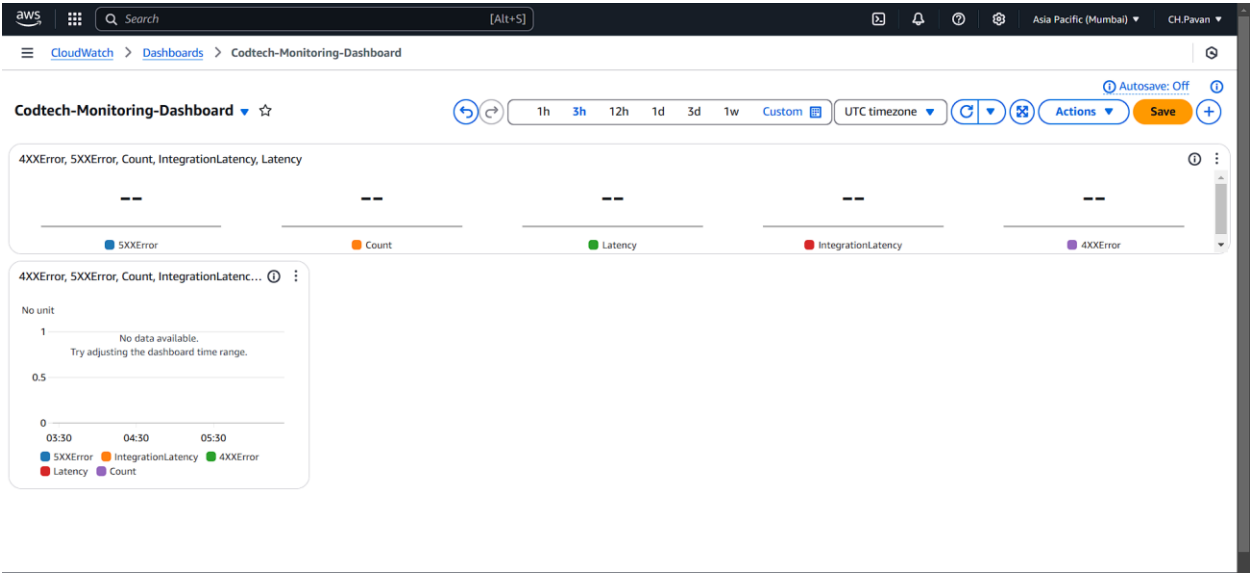 aws Search [Alt+S] Asia Pacific (Mumbai) CH.Pavan
CloudWatch > Dashboards > Codtech-Monitoring-Dashboard
Autosave: Off
Codtech-Monitoring-Dashboard 1h 3h 12h 1d 3d 1w Custom UTC timezone Actions Save
4XXError, 5XXError, Count, IntegrationLatency, Latency
-- -- -- -- --
5XXError Count Latency IntegrationLatency 4XXError
4XXError, 5XXError, Count, IntegrationLatenc...
No unit
1
No data available.
Try adjusting the dashboard time range.
0.5
0
03:30 04:30 05:30
5XXError IntegrationLatency 4XXError
Latency Count